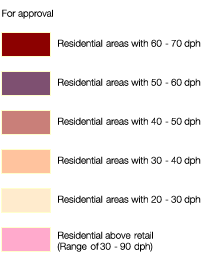 For approval
Residential areas with 60 - 70 dph
Residential areas with 50 - 60 dph
Residential areas with 40 - 50 dph
Residential areas with 30 - 40 dph
Residential areas with 20 - 30 dph
Residential above retail
(Range of 30 - 90 dph)